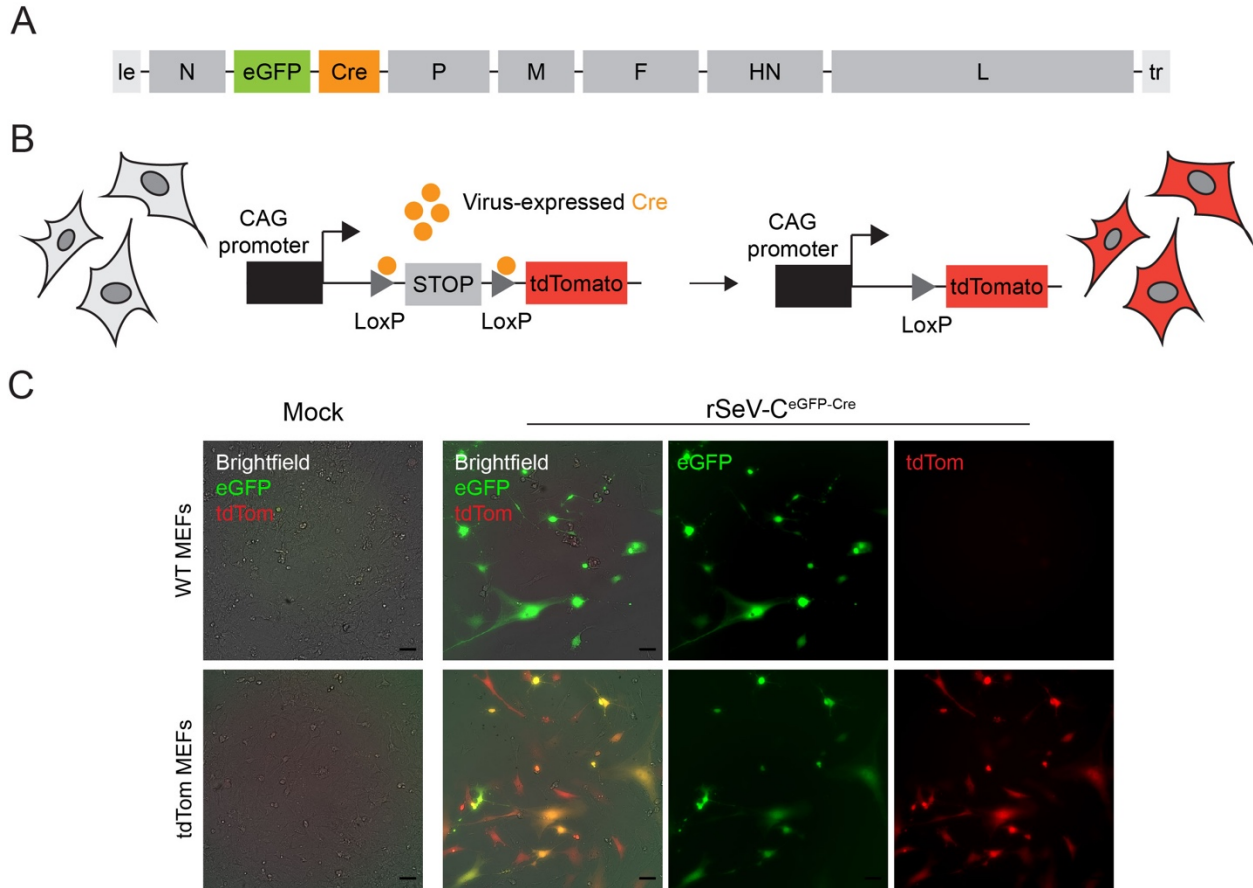 A
le N eGFP Cre P M F HN L tr
B
CAG
promoter
Virus-expressed Cre
STOP
tdTomato
LoxP
LoxP
CAG
promoter
tdTomato
LoxP
C
Mock
rSeV-C^eGFP-Cre
WT MEFs
Brightfield
eGFP
tdTom
Brightfield
eGFP
tdTom
eGFP
tdTom
tdTom MEFs